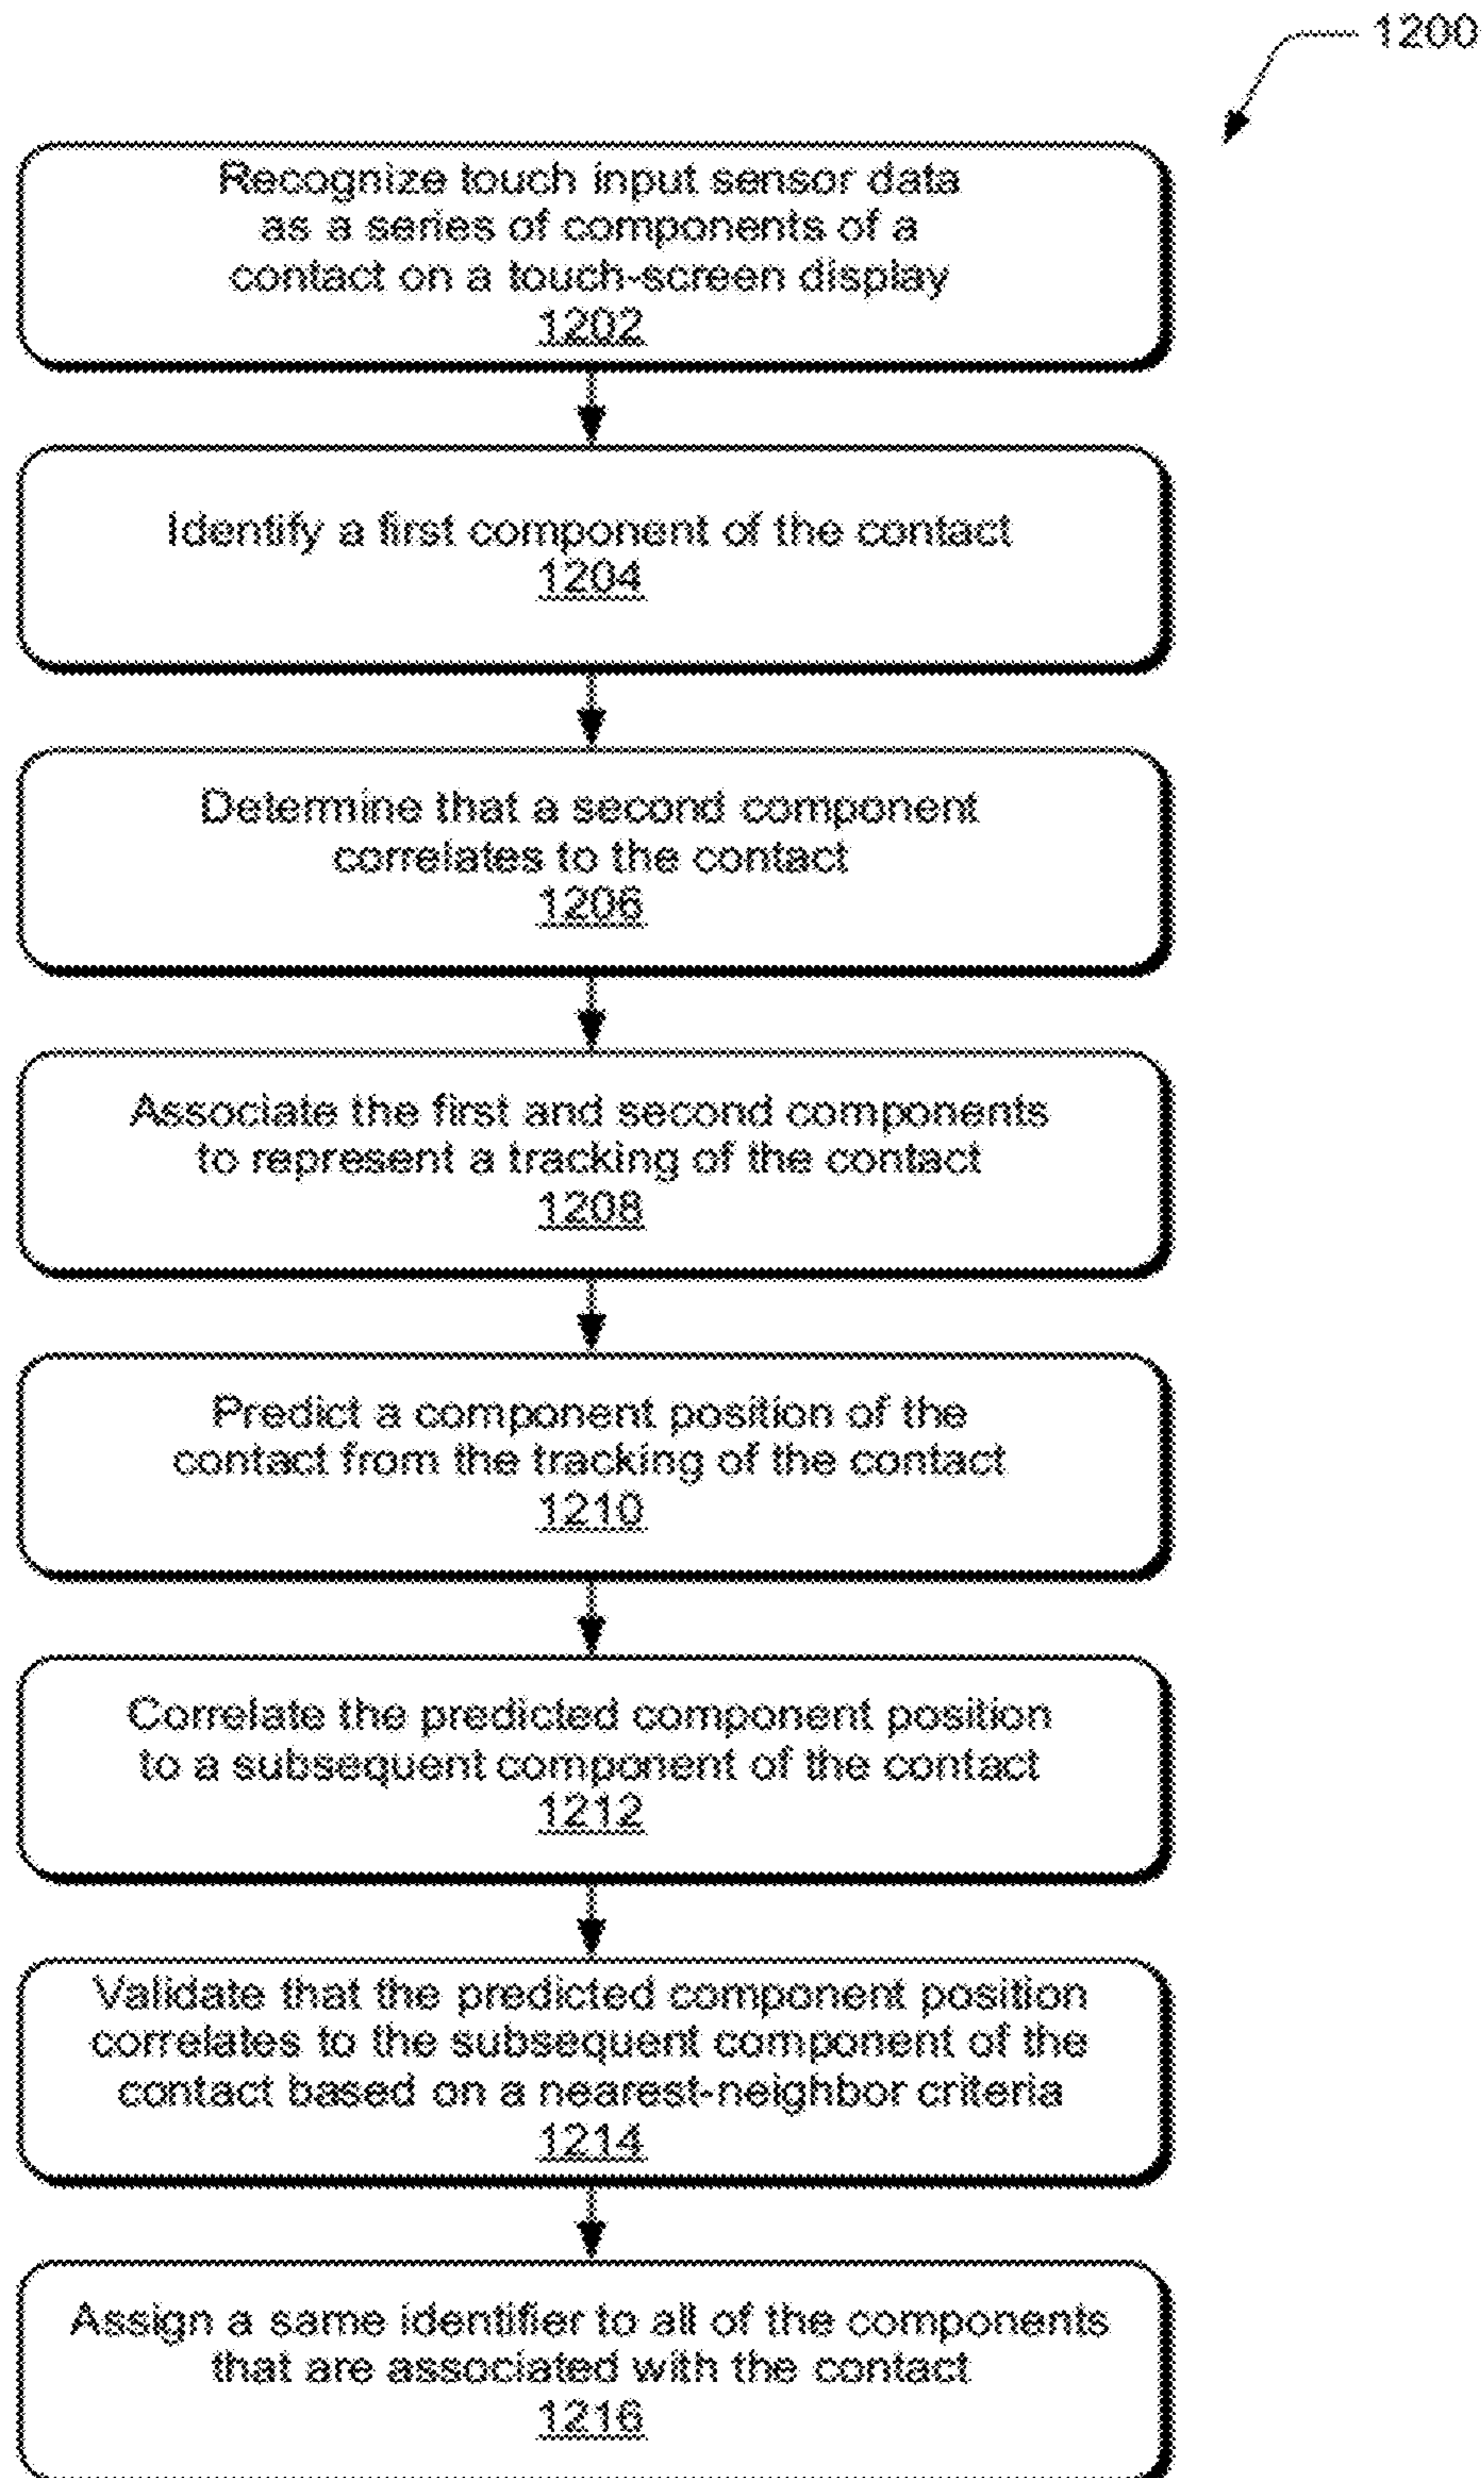 1200
Recognize touch input sensor data
as a series of components of a
contact on a touch-screen display
1202
Identify a first component of the contact
1204
Determine that a second component
correlates to the contact
1206
Associate the first and second components
to represent a tracking of the contact
1208
Predict a component position of the
contact from the tracking of the contact
1210
Correlate the predicted component position
to a subsequent component of the contact
1212
Validate that the predicted component position
correlates to the subsequent component of the
contact based on a nearest-neighbor criteria
1214
Assign a same identifier to all of the components
that are associated with the contact
1216